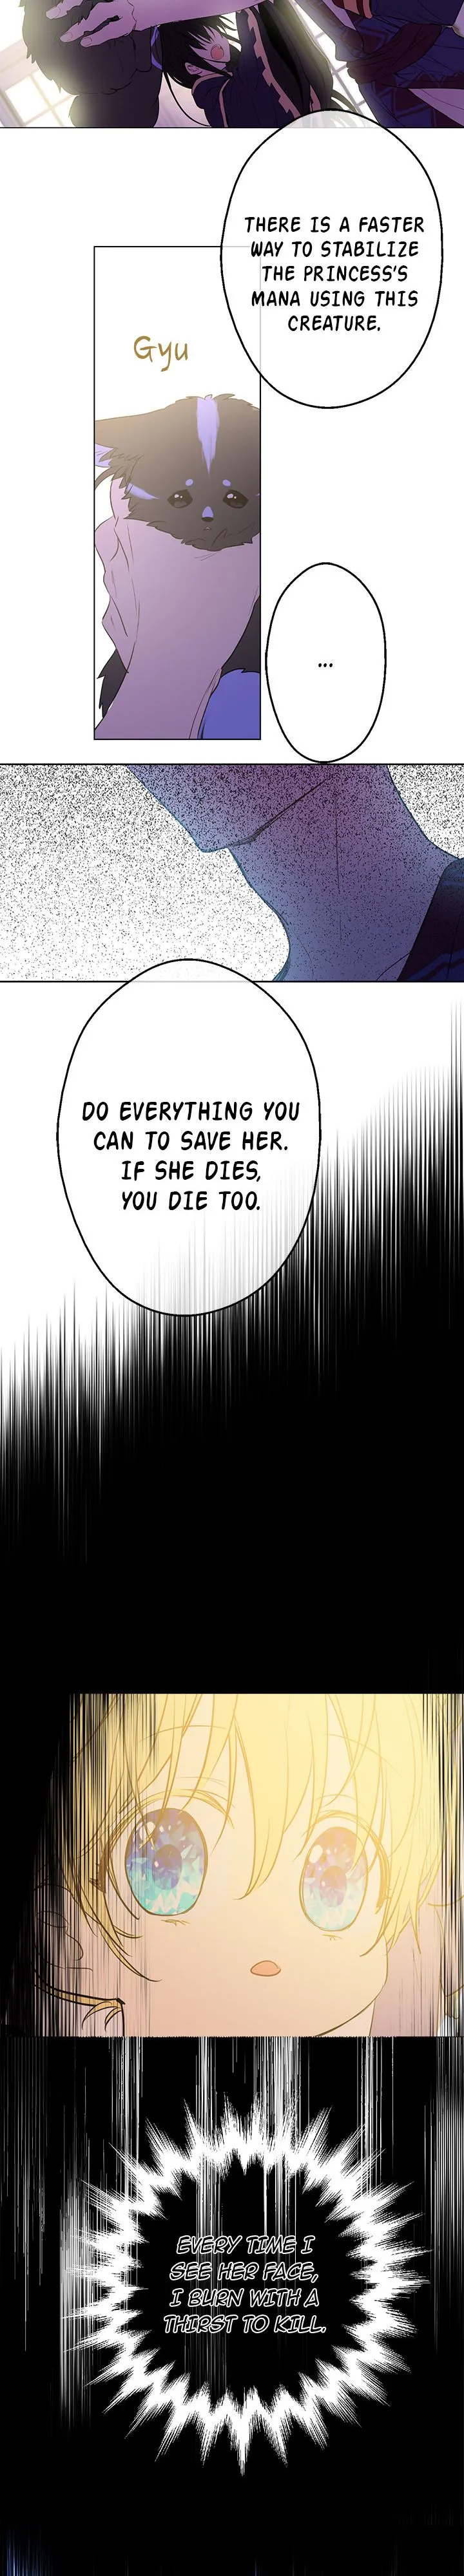 THERE IS A FASTER
WAY TO STABILIZE
THE PRINCESS'S
MANA USING THIS
CREATURE.
Gyu
...
DO EVERYTHING YOU
CAN TO SAVE HER.
IF SHE DIES,
YOU DIE TOO.
EVERY TIME I
SEE HER FACE,
I BURN WITH A
THIRST TO KILL.